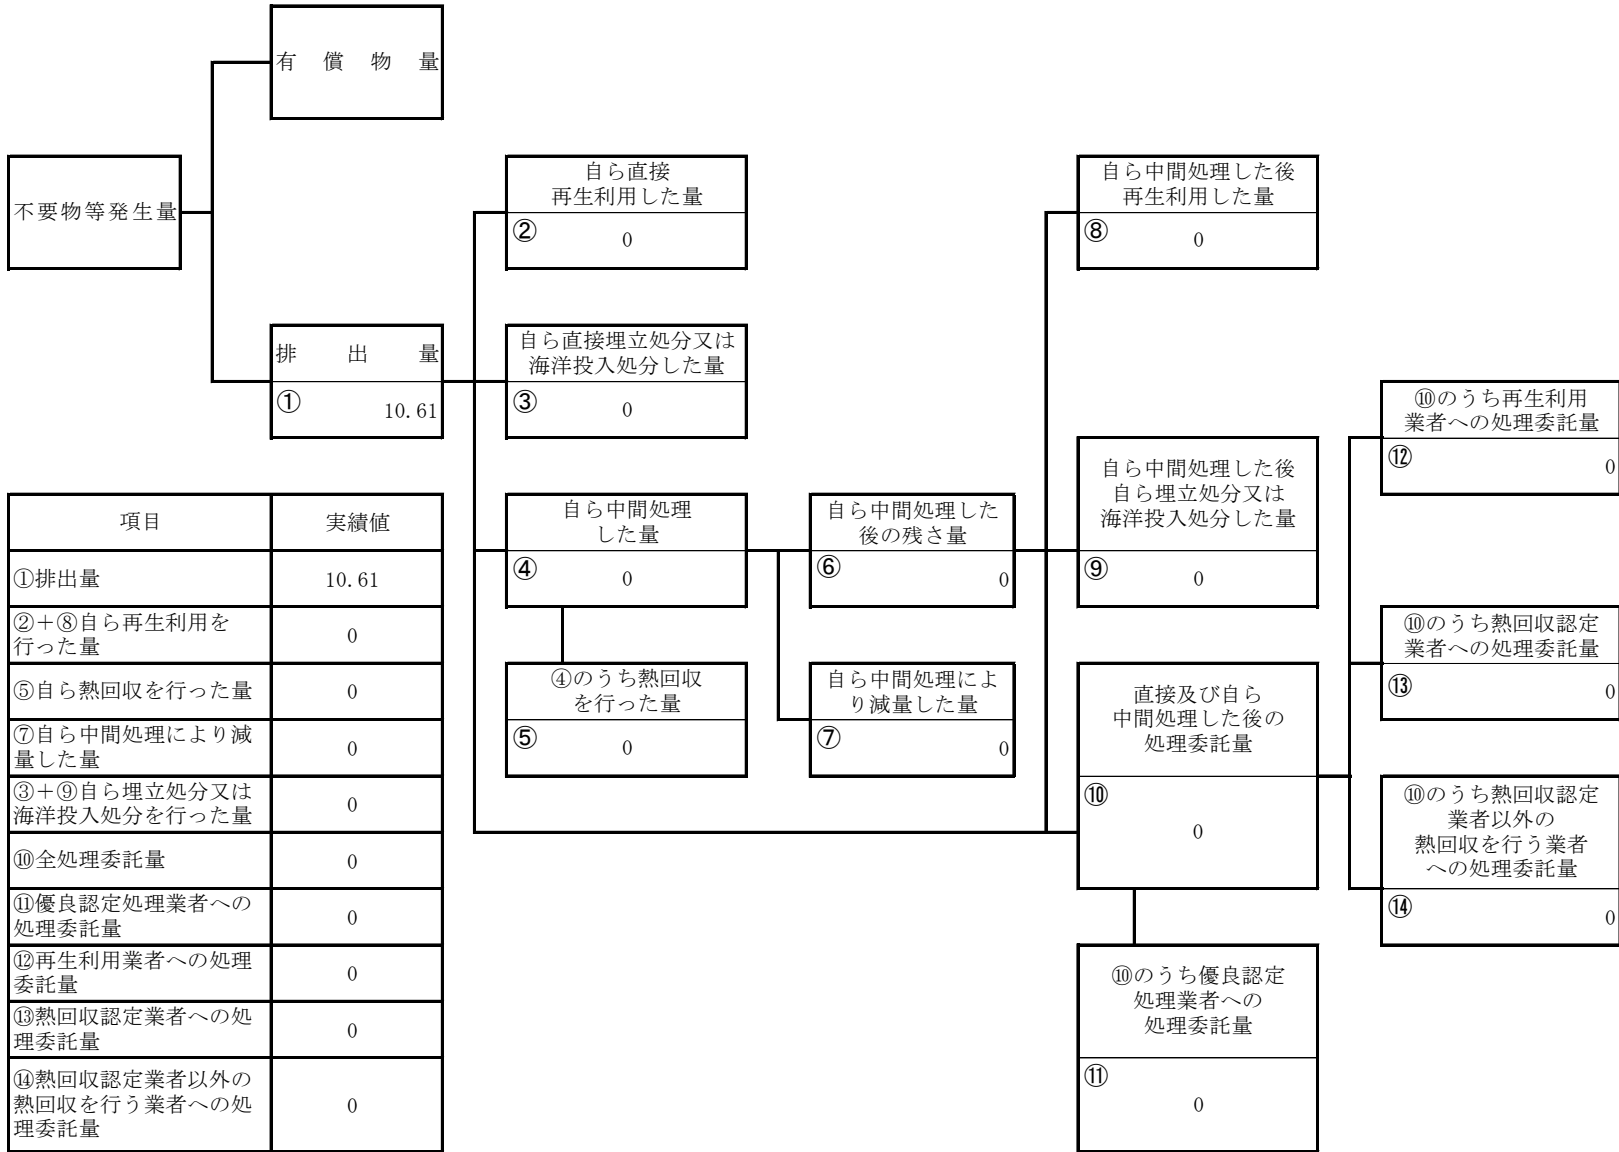 有償物量
不要物等発生量
自ら直接
再生利用した量
② 0
自ら中間処理した後
再生利用した量
⑧ 0
排出量
① 10.61
自ら直接埋立処分又は
海洋投入処分した量
③ 0
⑩のうち再生利用
業者への処理委託量
⑫ 0
自ら中間処理
した量
④ 0
自ら中間処理した
後の残さ量
⑥ 0
自ら中間処理した後
自ら埋立処分又は
海洋投入処分した量
⑨ 0
⑩のうち熱回収認定
業者への処理委託量
⑬ 0
④のうち熱回収
を行った量
⑤ 0
自ら中間処理によ
り減量した量
⑦ 0
直接及び自ら
中間処理した後の
処理委託量
⑩
0
⑩のうち熱回収認定
業者以外の
熱回収を行う業者
への処理委託量
⑭ 0
⑩のうち優良認定
処理業者への
処理委託量
⑪
0
項目 実績値
①排出量 10.61
②+⑧自ら再生利用を
行った量 0
⑤自ら熱回収を行った量 0
⑦自ら中間処理により減
量した量 0
③+⑨自ら埋立処分又は
海洋投入処分を行った量 0
⑩全処理委託量 0
⑪優良認定処理業者への
処理委託量 0
⑫再生利用業者への処理
委託量 0
⑬熱回収認定業者への処
理委託量 0
⑭熱回収認定業者以外の
熱回収を行う業者への処 0
理委託量